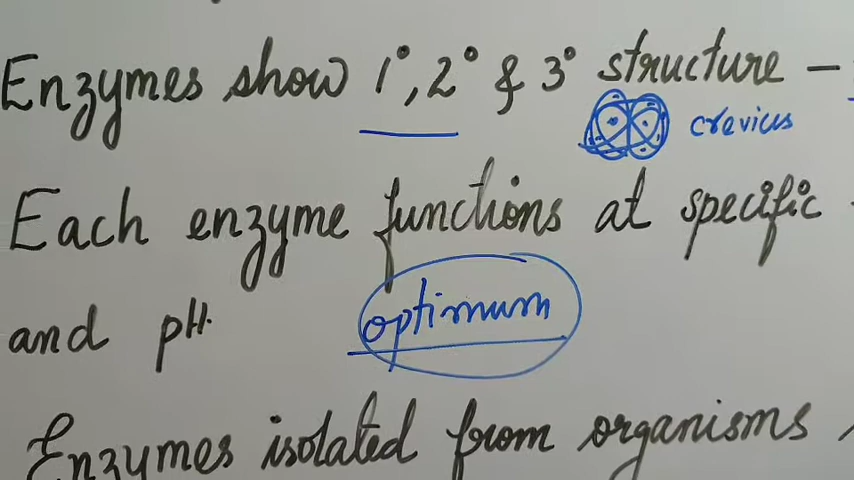 Enzymes show 1°, 2° & 3° structure –
crevices
Each enzyme functions at specific
optimum
and pH.
Enzymes isolated from organisms